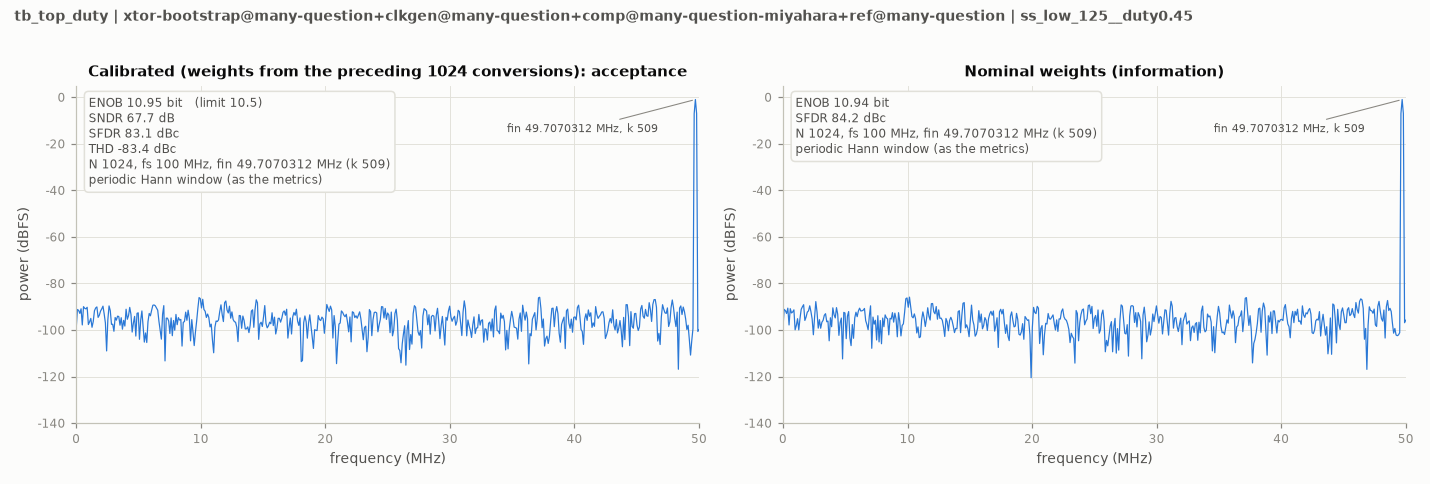 tb_top_duty | xtor-bootstrap@many-question+clkgen@many-question+comp@many-question-miyahara+ref@many-question | ss_low_125__duty0.45
Calibrated (weights from the preceding 1024 conversions): acceptance
ENOB 10.95 bit (limit 10.5)
SNDR 67.7 dB
SFDR 83.1 dBc
THD -83.4 dBc
N 1024, fs 100 MHz, fin 49.7070312 MHz (k 509)
periodic Hann window (as the metrics)
fin 49.7070312 MHz, k 509
power (dBFS)
0
-20
-40
-60
-80
-100
-120
-140
0 10 20 30 40 50
frequency (MHz)
Nominal weights (information)
ENOB 10.94 bit
SFDR 84.2 dBc
N 1024, fs 100 MHz, fin 49.7070312 MHz (k 509)
periodic Hann window (as the metrics)
fin 49.7070312 MHz, k 509
power (dBFS)
0
-20
-40
-60
-80
-100
-120
-140
0 10 20 30 40 50
frequency (MHz)